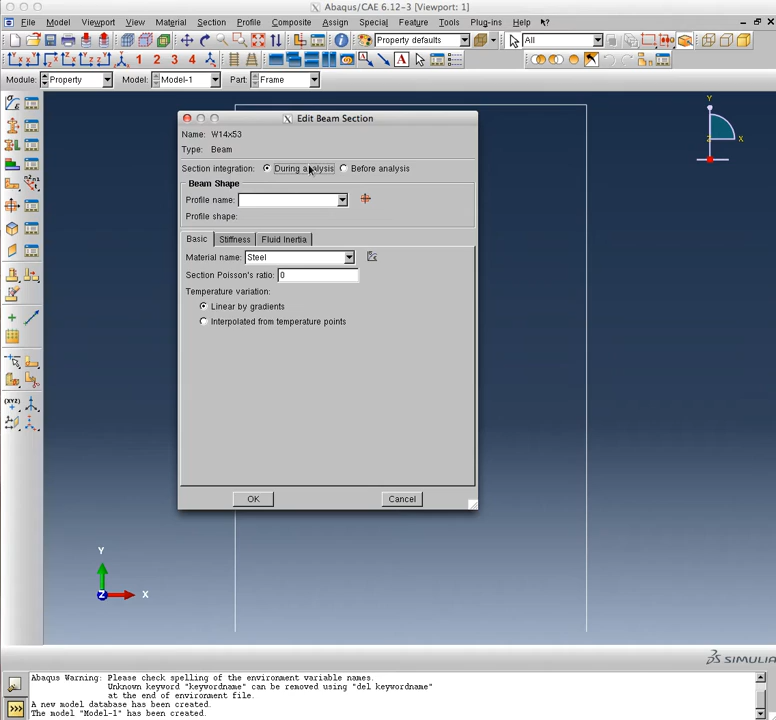 Abaqus/CAE 6.12-3 [Viewport: 1]
File Model Viewport View Material Section Profile Composite Assign Special Feature Tools Plug-ins Help
Property defaults All
1 2 3 4 A
Module: Property Model: Model-1 Part: Frame
Edit Beam Section
Name: W14x53
Type: Beam
Section integration: During analysis Before analysis
Beam Shape
Profile name:
Profile shape:
Basic Stiffness Fluid Inertia
Material name: Steel
Section Poisson's ratio: 0
Temperature variation:
Linear by gradients
Interpolated from temperature points
OK Cancel
Y
X
Z
Y
X
Z
(XYZ)
SIMULIA
Abaqus Warning: Please check spelling of the environment variable names.
Unknown keyword "keywordname" can be removed using "del keywordname"
at the end of environment file.
A new model database has been created.
The model "Model-1" has been created.
>>>